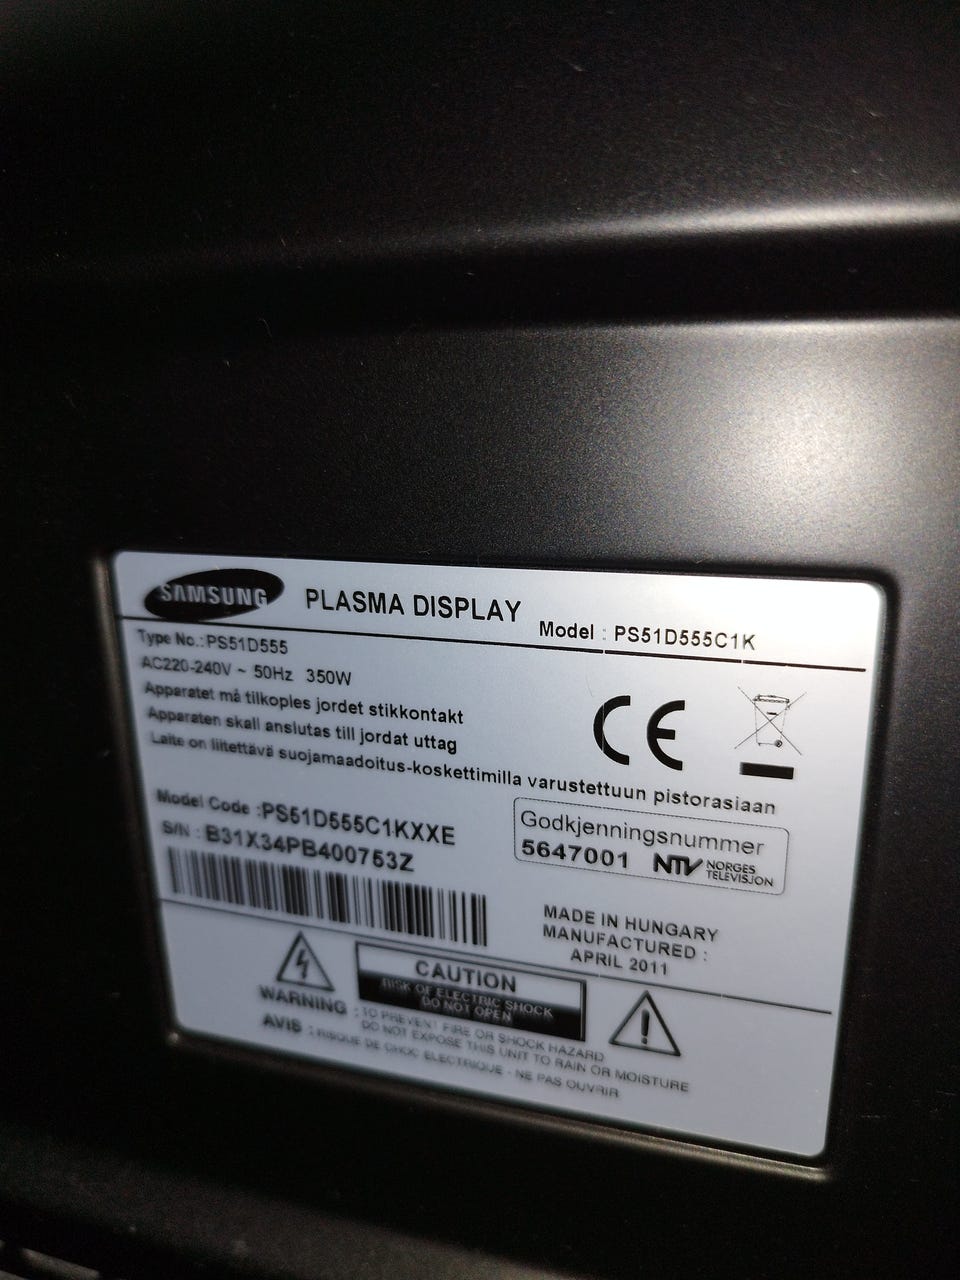 SAMSUNG PLASMA DISPLAY Model : PS51D555C1K
Type No.:PS51D555
AC220-240V ~ 50Hz 350W
Apparatet må tilkoples jordet stikkontakt
Apparaten skall anslutas till jordat uttag
Laite on liitettävä suojamaadoitus-koskettimilla varustettuun pistorasiaan
CE
Model Code :PS51D555C1KXXE
S/N : B31X34PB400753Z
Godkjenningsnummer
5647001 NTV NORGES
TELEVISJON
MADE IN HUNGARY
MANUFACTURED :
APRIL 2011
CAUTION
RISK OF ELECTRIC SHOCK
DO NOT OPEN
WARNING : TO PREVENT FIRE OR SHOCK HAZARD
DO NOT EXPOSE THIS UNIT TO RAIN OR MOISTURE
AVIS : RISQUE DE CHOC ELECTRIQUE - NE PAS OUVRIR